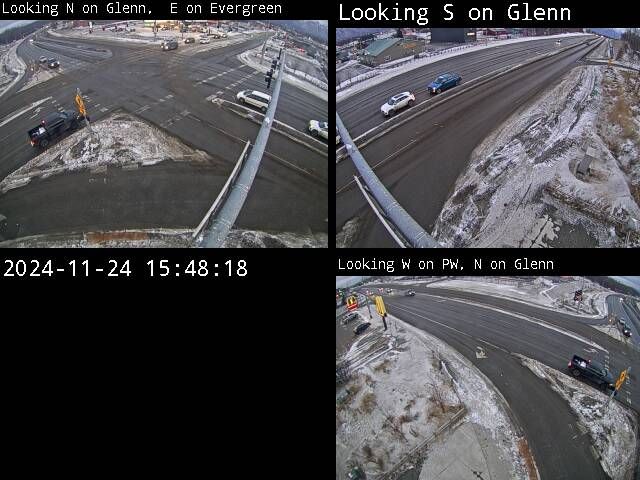 Looking N on Glenn,  E on Evergreen
Looking S on Glenn
2024-11-24 15:48:18
Looking W on PW, N on Glenn